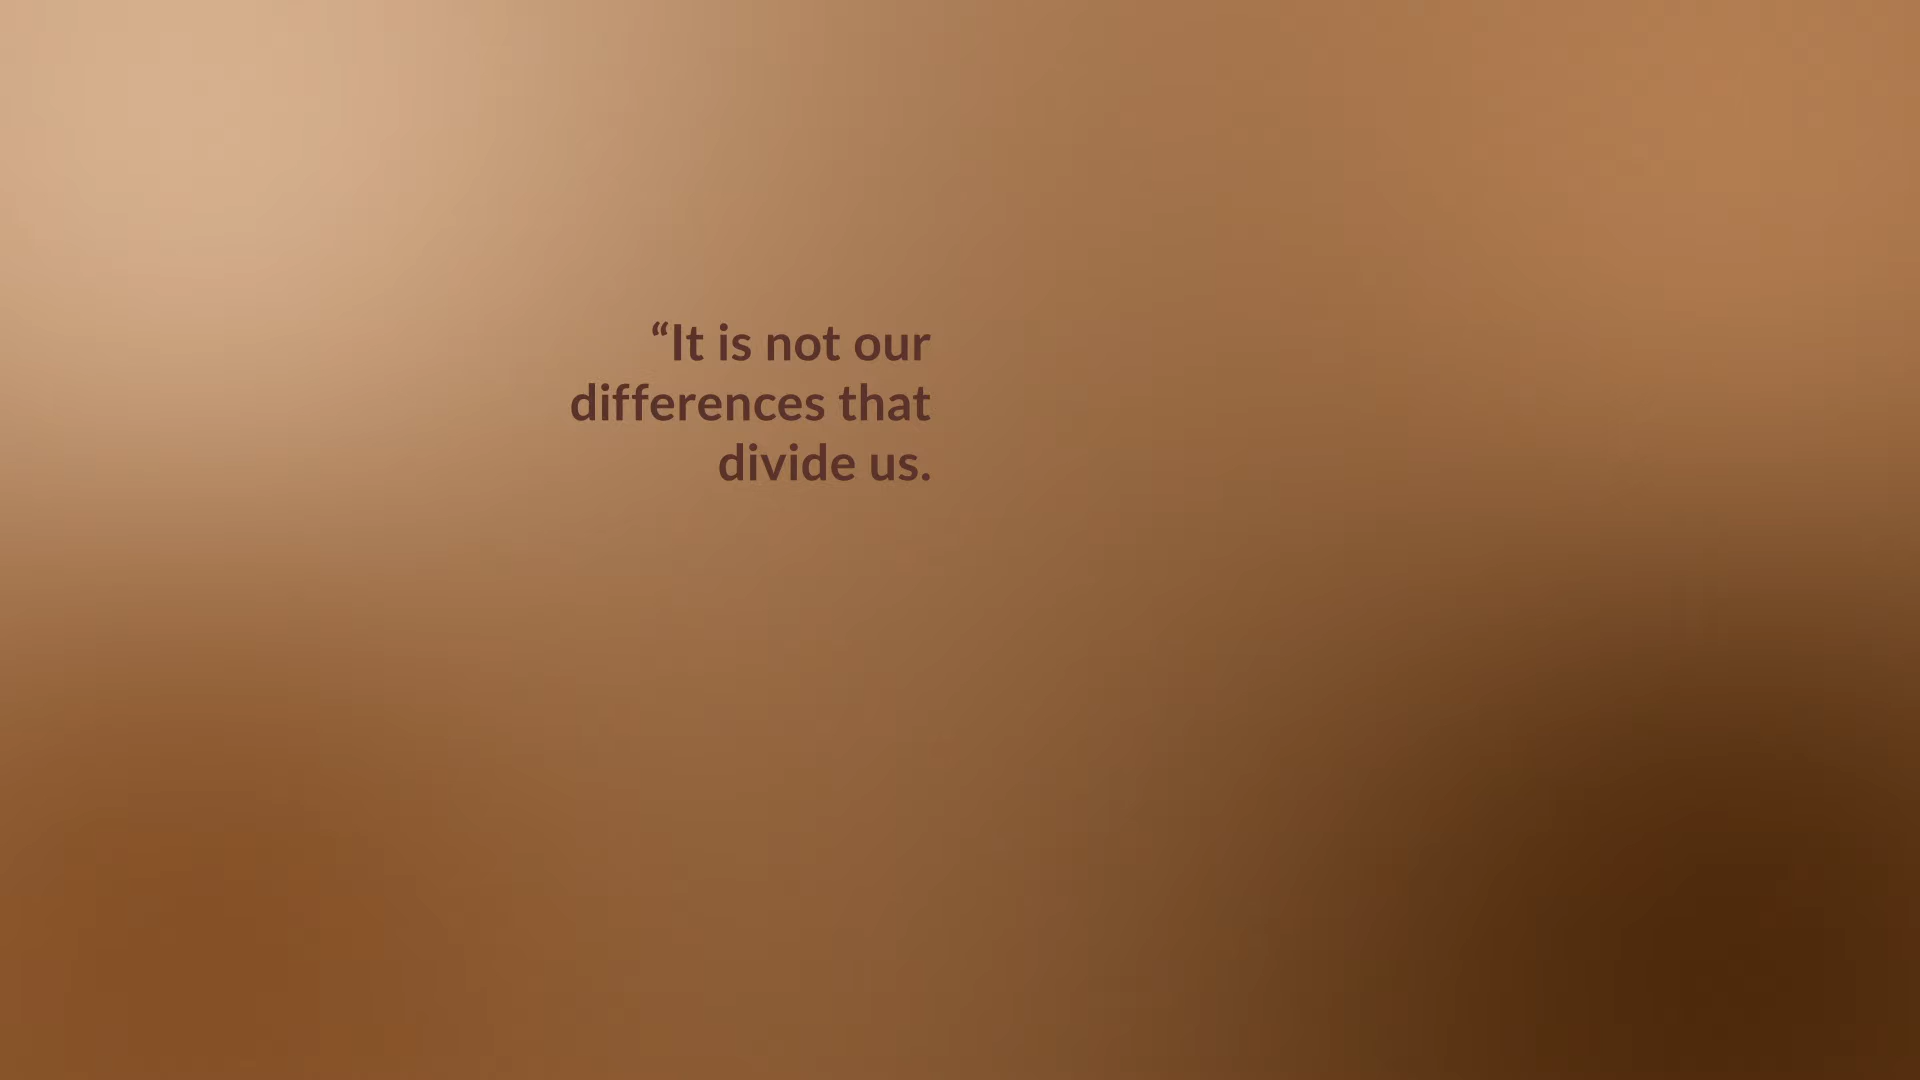 “It is not our
differences that
divide us.